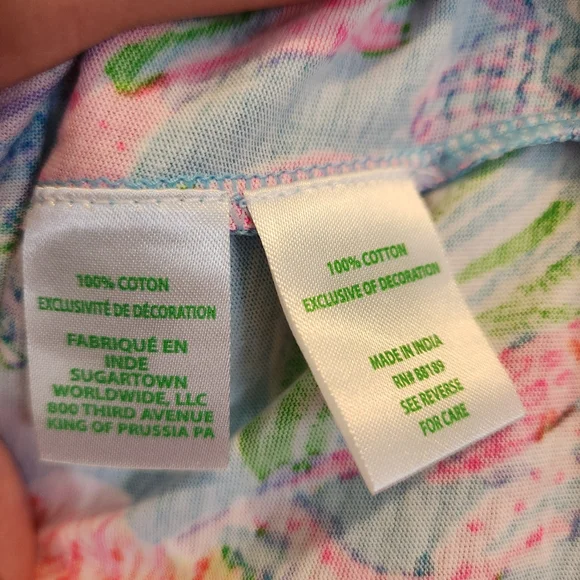 100% COTON
EXCLUSIVITÉ DE DÉCORATION
FABRIQUÉ EN
INDE
SUGARTOWN
WORLDWIDE, LLC
800 THIRD AVENUE
KING OF PRUSSIA PA
100% COTTON
EXCLUSIVE OF DECORATION
MADE IN INDIA
RN# 88189
SEE REVERSE
FOR CARE